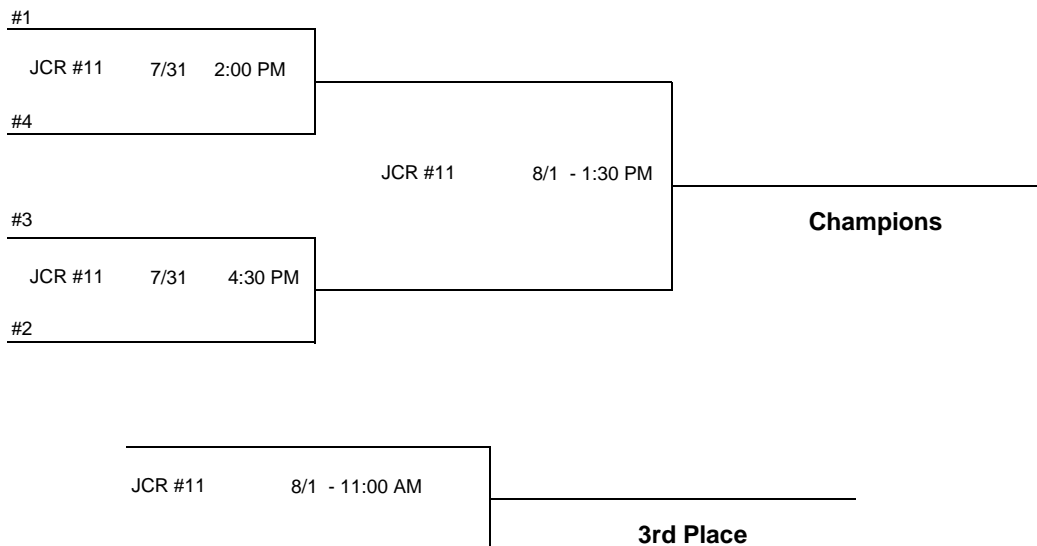 #1
JCR #11 7/31 2:00 PM
#4
JCR #11 8/1 - 1:30 PM
#3
Champions
JCR #11 7/31 4:30 PM
#2
JCR #11 8/1 - 11:00 AM
3rd Place